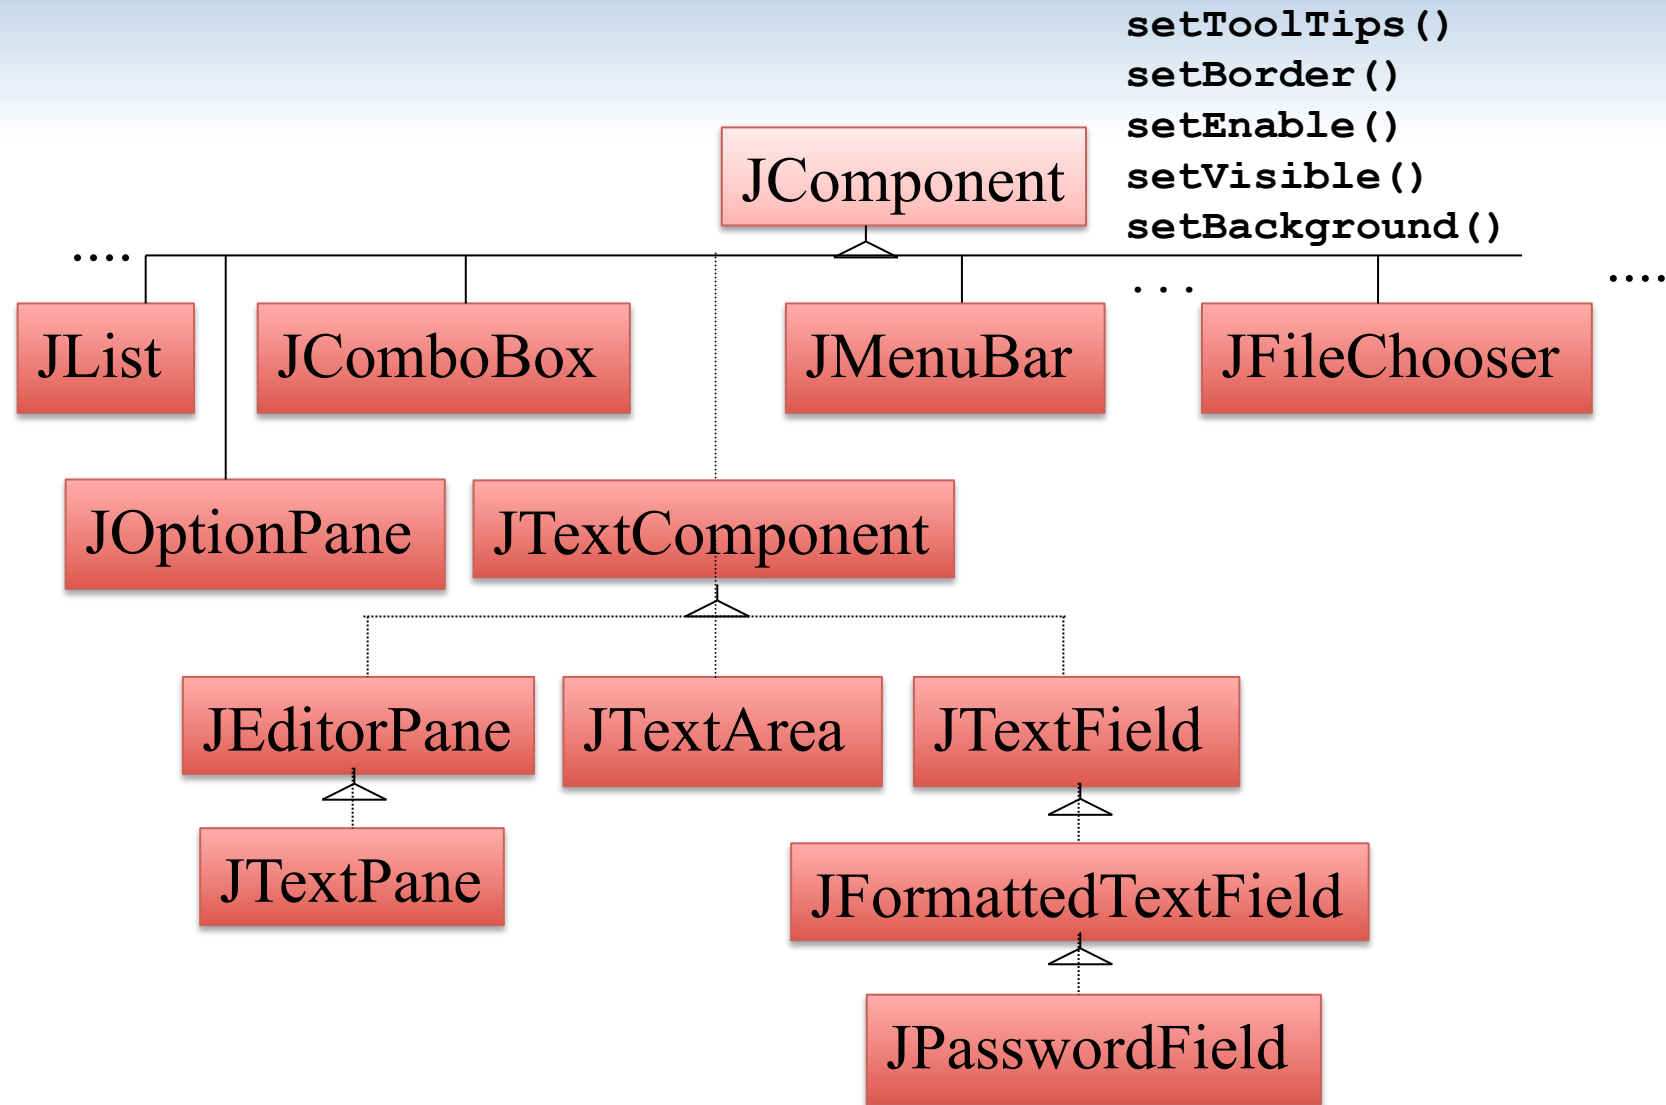 setToolTips()
setBorder()
setEnable()
setVisible()
setBackground()
JComponent
....
...
....
JList
JComboBox
JMenuBar
JFileChooser
JOptionPane
JTextComponent
JEditorPane
JTextArea
JTextField
JTextPane
JFormattedTextField
JPasswordField